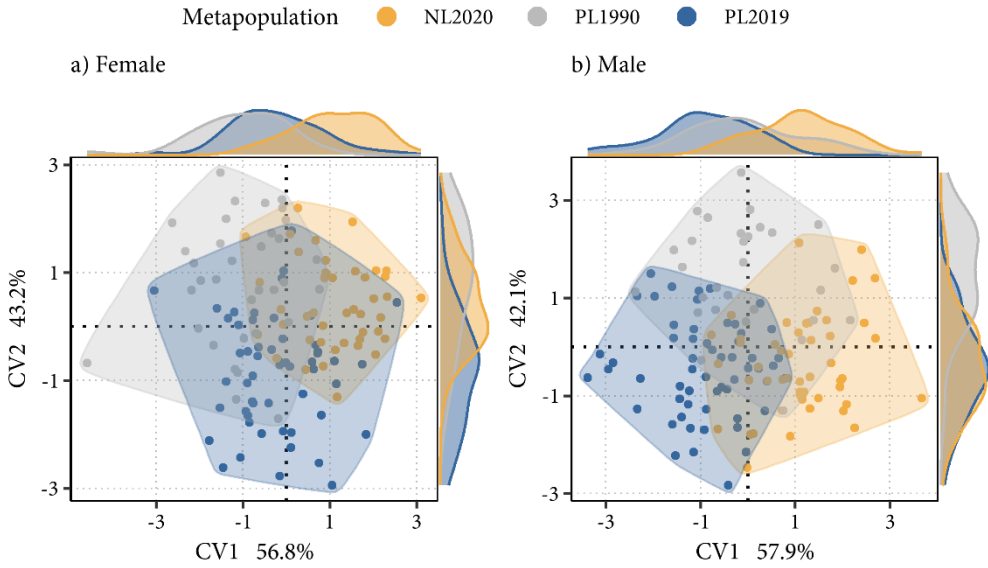 Metapopulation NL2020 PL1990 PL2019
a) Female
b) Male
3
1
-1
-3
CV2 43.2%
-3 -1 1 3
CV1 56.8%
3
1
-1
-3
CV2 42.1%
-3 -1 1 3
CV1 57.9%